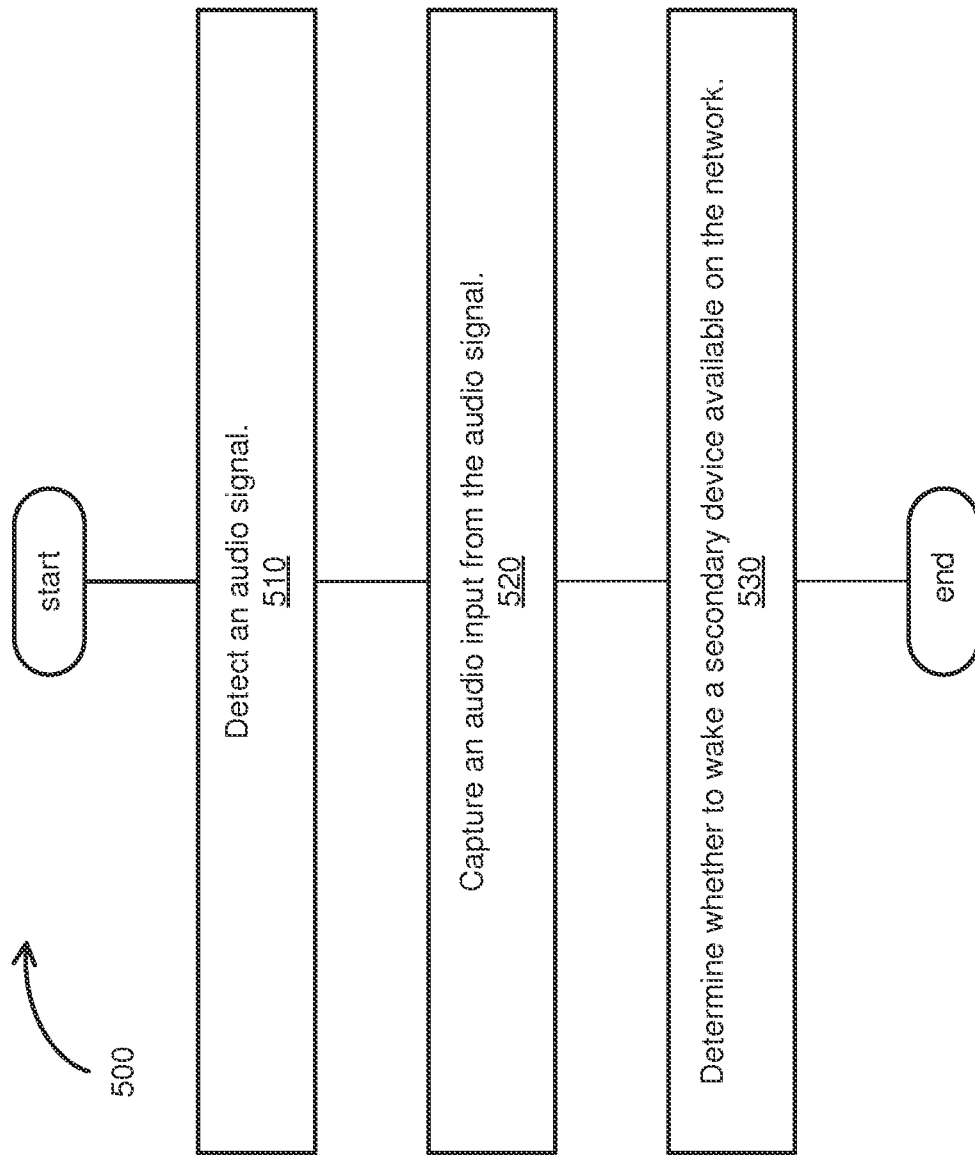 500
start
Detect an audio signal.
510
Capture an audio input from the audio signal.
520
Determine whether to wake a secondary device available on the network.
530
end